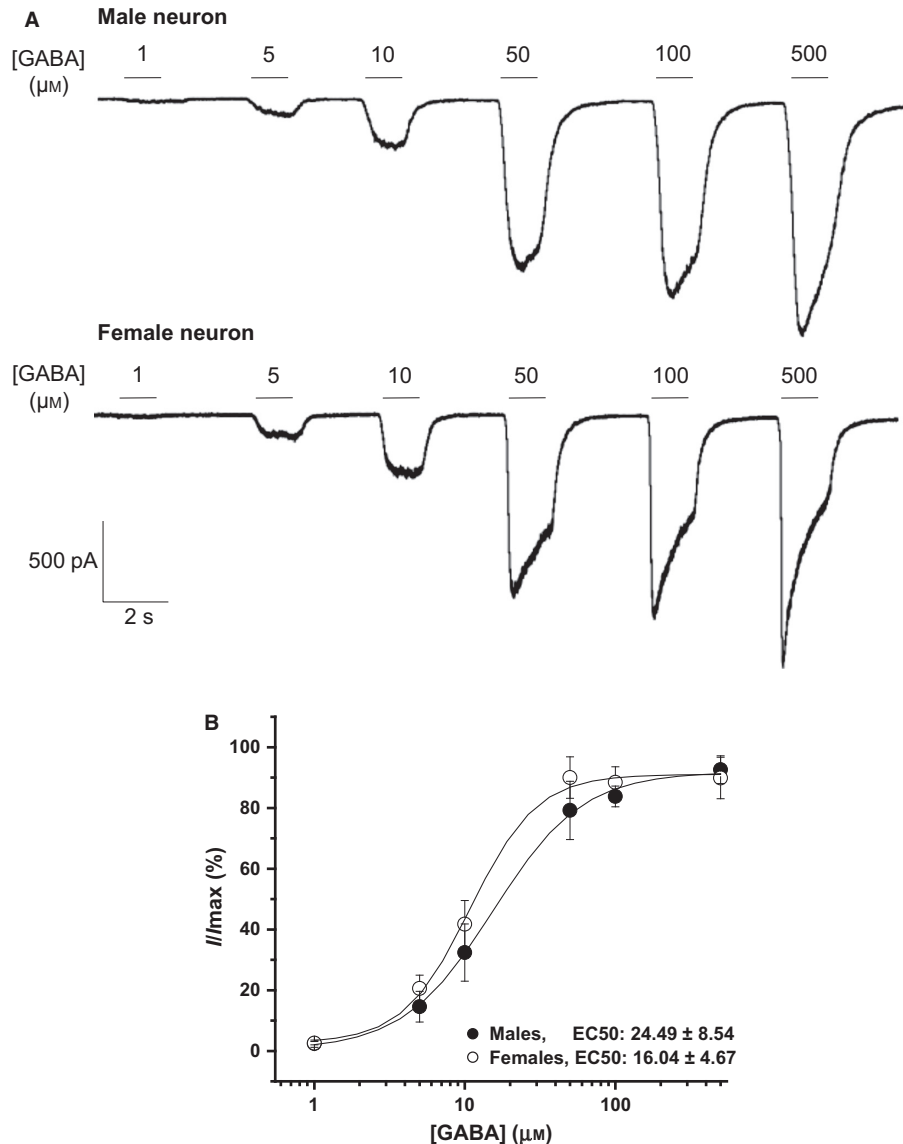 A
Male neuron
[GABA] 1 5 10 50 100 500
(µM)
Female neuron
[GABA] 1 5 10 50 100 500
(µM)
500 pA
2 s
B
100
80
60
40
20
0
I/Imax (%)
Males, EC50: 24.49 ± 8.54
Females, EC50: 16.04 ± 4.67
1 10 100
[GABA] (µM)